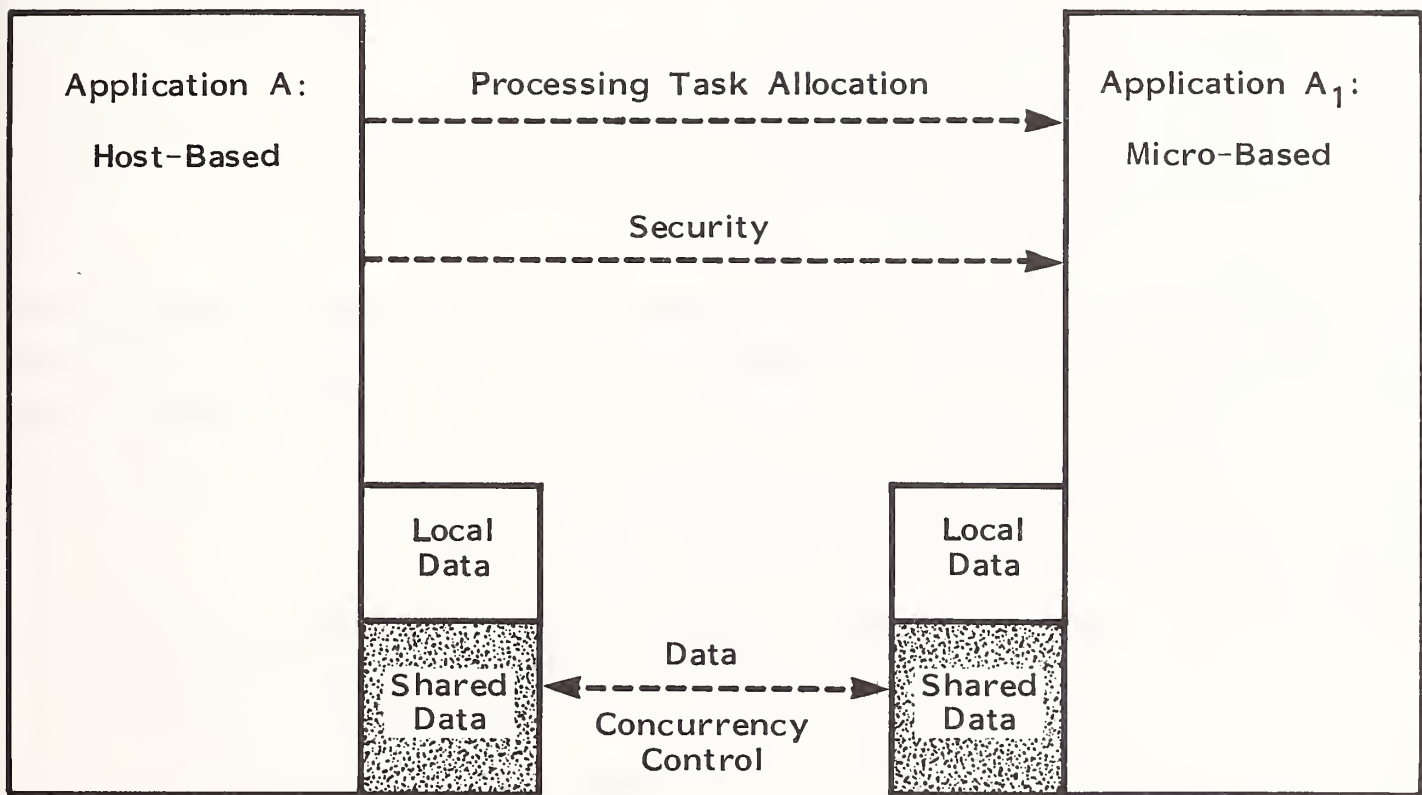 Application A:
Host-Based
Processing Task Allocation
Security
Application A₁:
Micro-Based
Local
Data
Shared
Data
Data
Concurrency
Control
Local
Data
Shared
Data